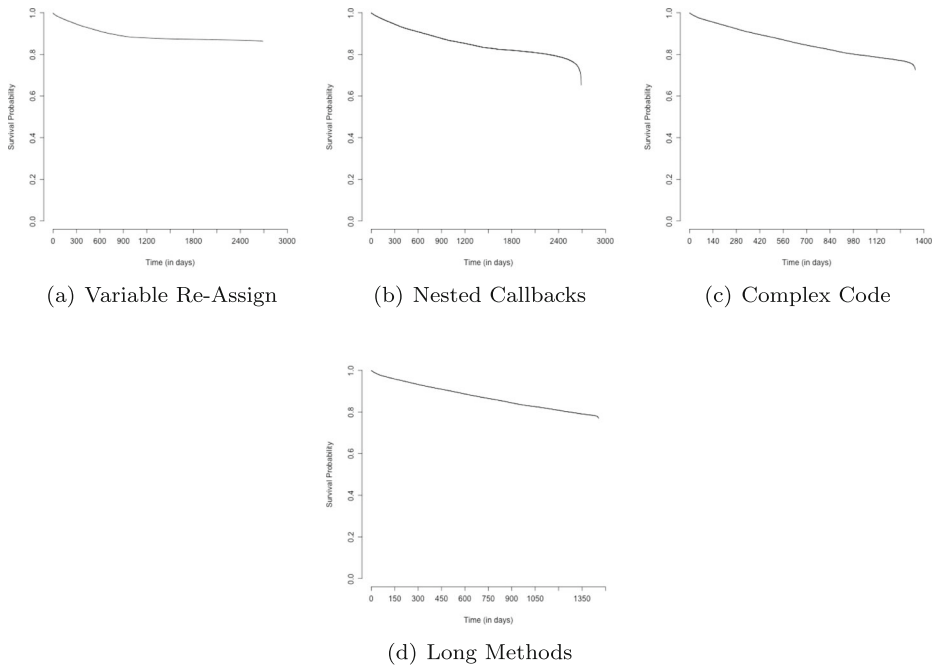 1.0
0.8
0.6
0.4
0.2
0.0
Survival Probability
0 300 600 900 1200 2400 3000
Time (in days)
(a) Variable Re-Assign
1.0
0.8
0.6
0.4
0.2
0.0
Survival Probability
0 300 600 900 1200 1800 2400 3000
Time (in days)
(b) Nested Callbacks
1.0
0.8
0.6
0.4
0.2
0.0
Survival Probability
0 140 280 420 560 700 840 980 1120 1400
Time (in days)
(c) Complex Code
1.0
0.8
0.6
0.4
0.2
0.0
Survival Probability
0 150 300 450 600 750 900 1050 1350
Time (in days)
(d) Long Methods